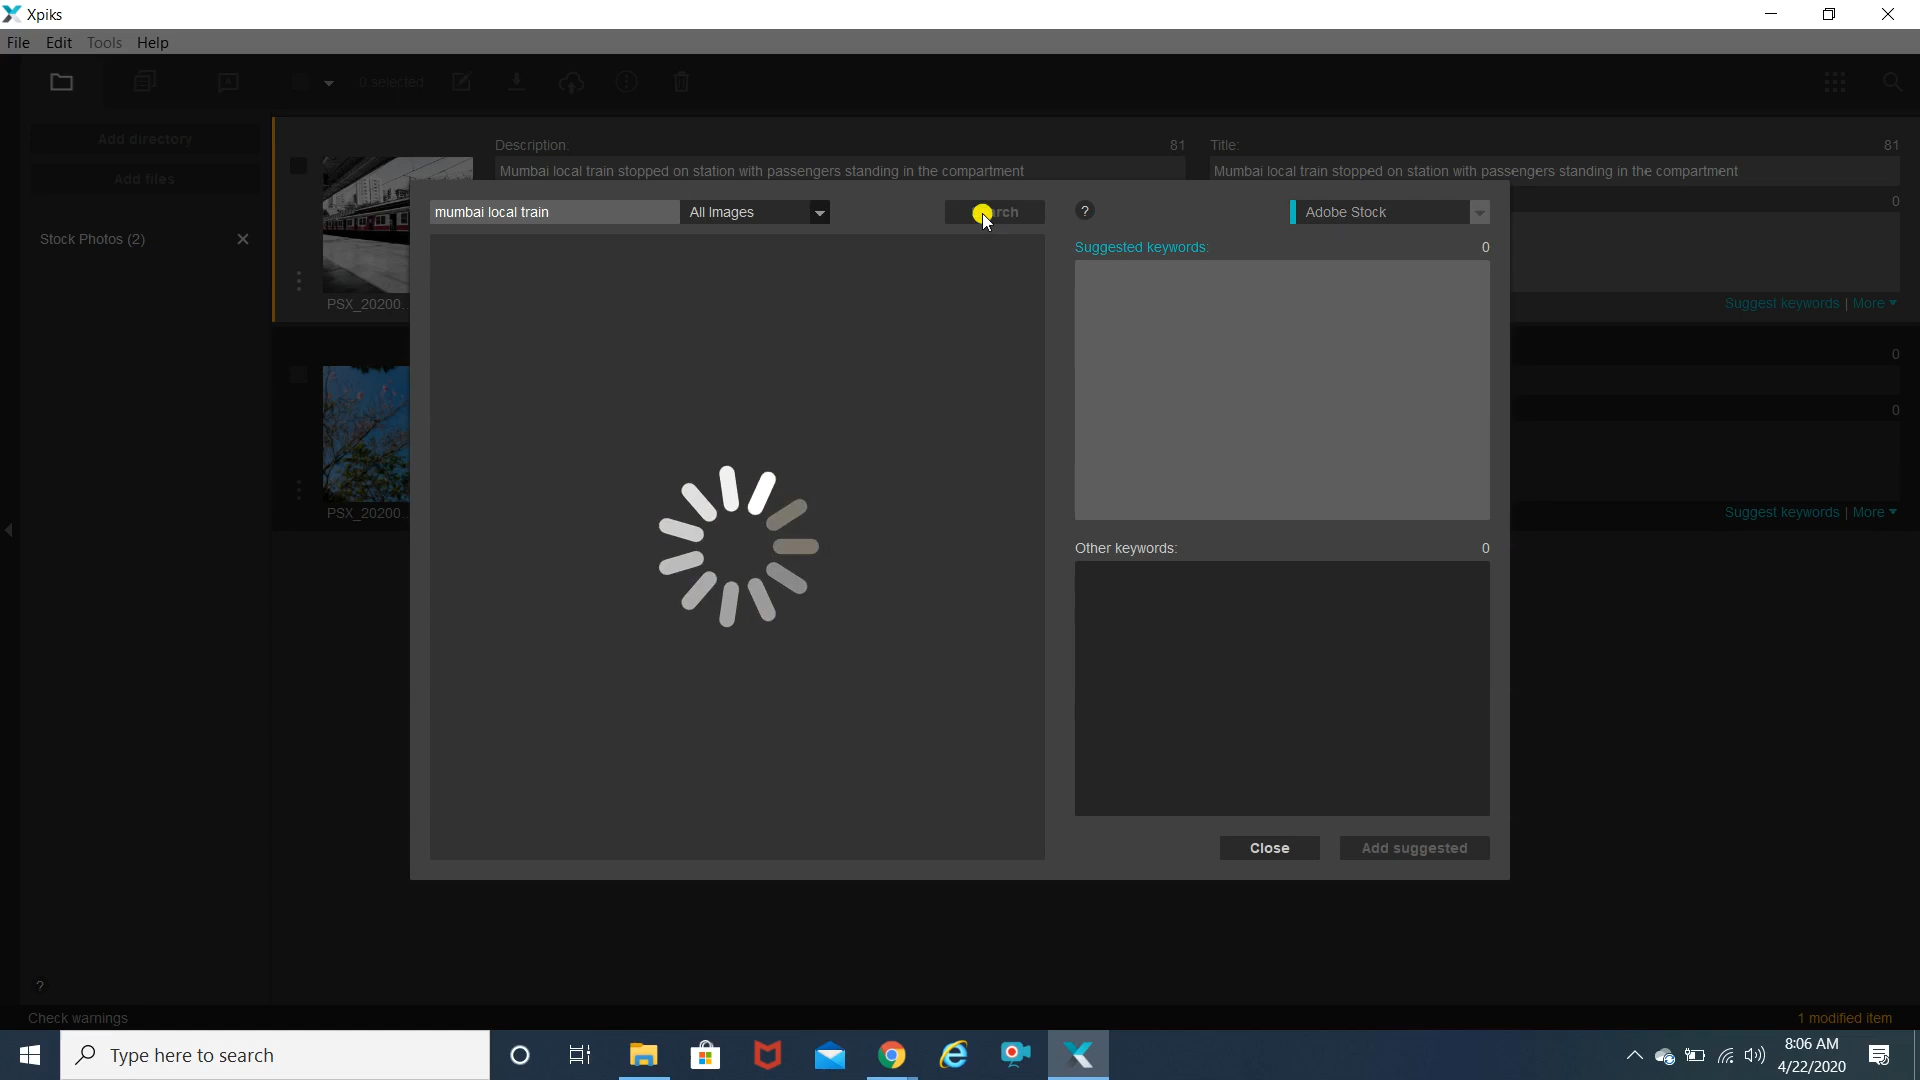 Xpiks
File Edit Tools Help
0 selected
Add directory
Add files
Stock Photos (2)
Description: 81 Title: 81
Mumbai local train stopped on station with passengers standing in the compartment Mumbai local train stopped on station with passengers standing in the compartment
0
PSX_20200..
Suggest keywords | More
0
0
PSX_20200..
Suggest keywords | More
mumbai local train All Images
? Adobe Stock
Suggested keywords: 0
Other keywords: 0
Close Add suggested
?
Check warnings 1 modified item
Type here to search
8:06 AM
4/22/2020